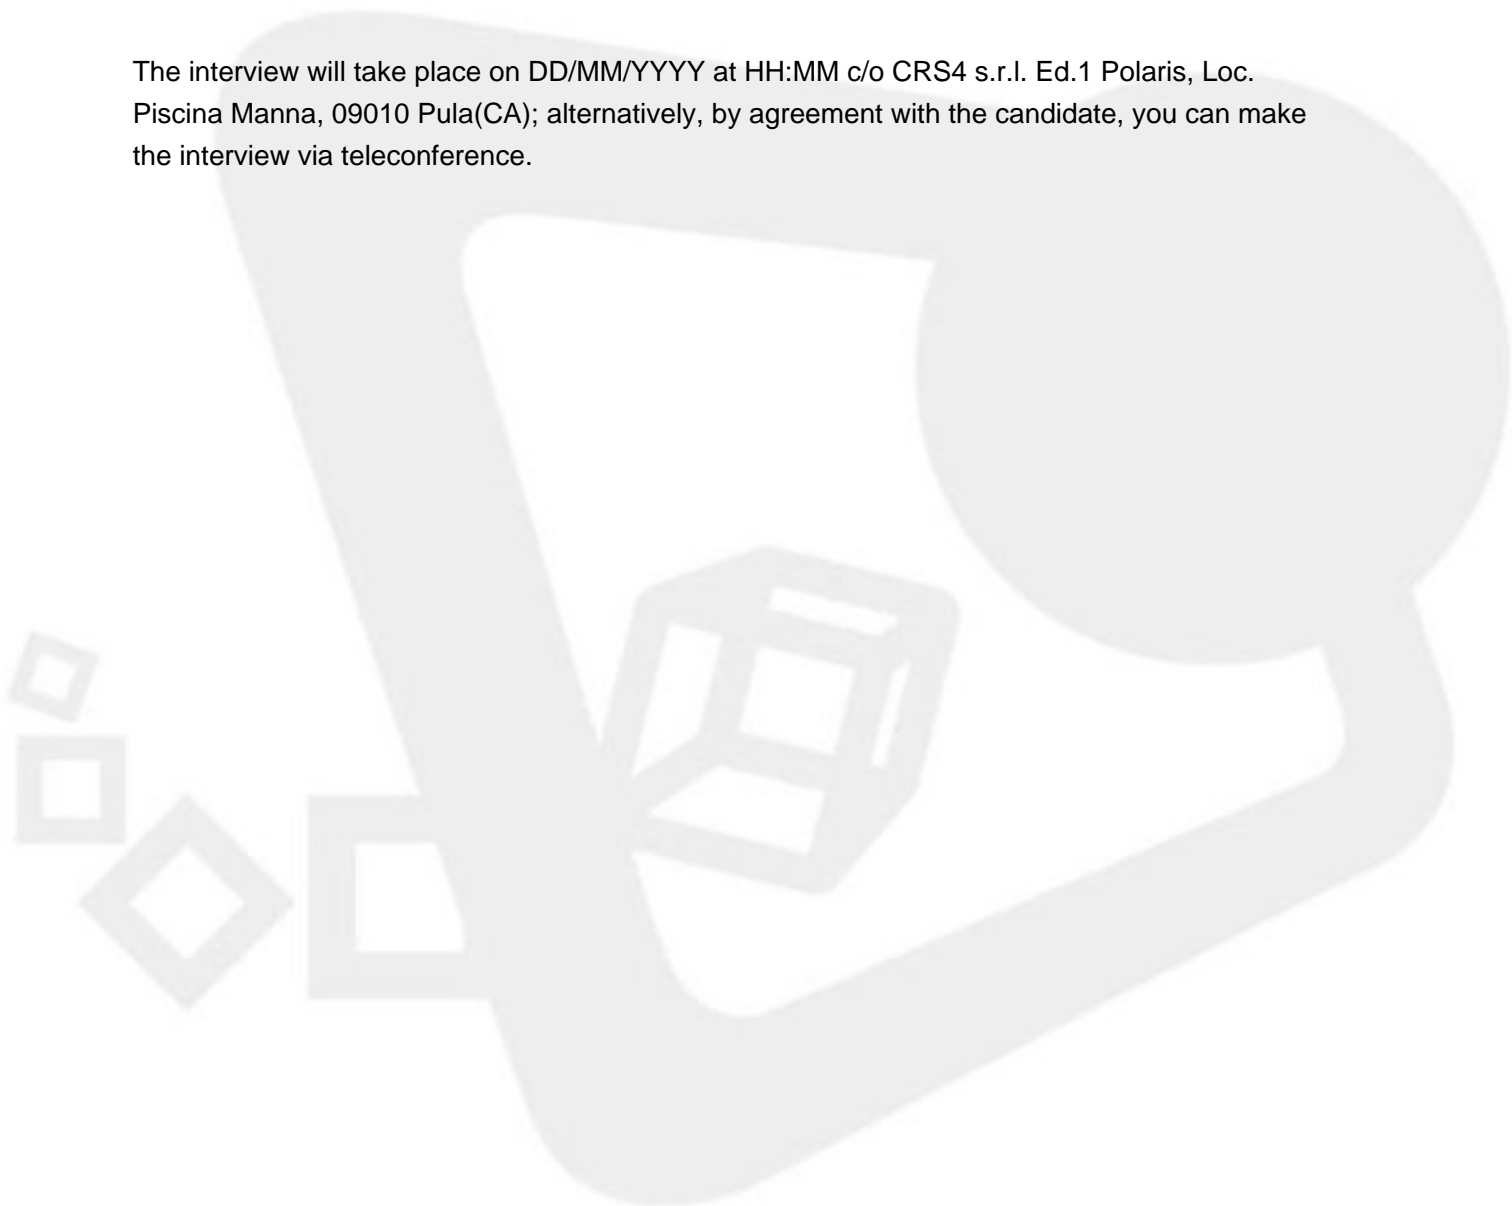 The interview will take place on DD/MM/YYYY at HH:MM c/o CRS4 s.r.l. Ed.1 Polaris, Loc.
Piscina Manna, 09010 Pula(CA); alternatively, by agreement with the candidate, you can make
the interview via teleconference.